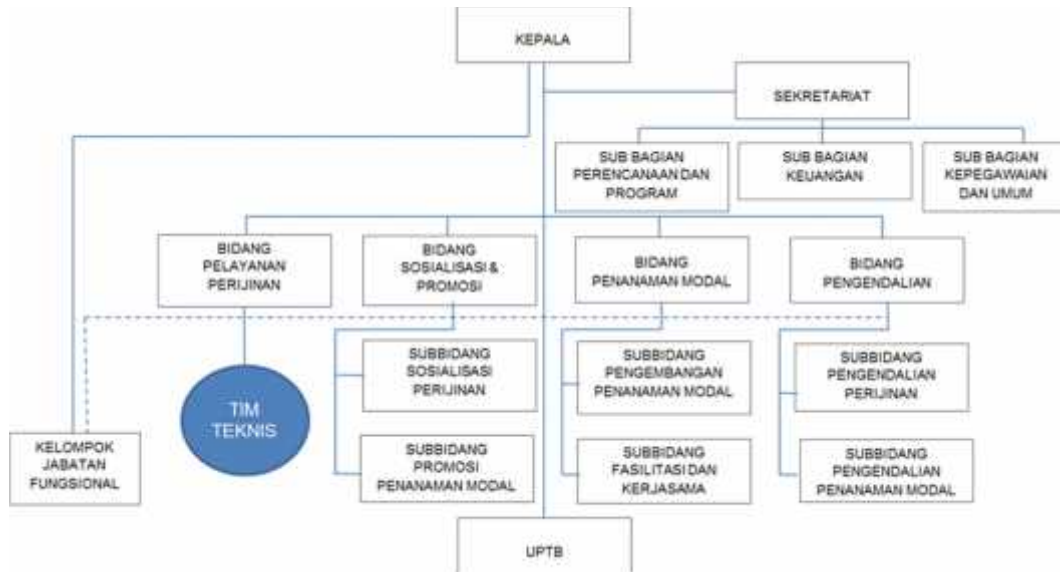 KEPALA
SEKRETARIAT
SUB BAGIAN
PERENCANAAN DAN
PROGRAM
SUB BAGIAN
KEUANGAN
SUB BAGIAN
KEPEGAWAIAN
DAN UMUM
BIDANG
PELAYANAN
PERIJINAN
BIDANG
SOSIALISASI &
PROMOSI
BIDANG
PENANAMAN MODAL
BIDANG
PENGENDALIAN
SUBBIDANG
SOSIALISASI
PERIJINAN
SUBBIDANG
PENGEMBANGAN
PENANAMAN MODAL
SUBBIDANG
PENGENDALIAN
PERIJINAN
TIM
TEKNIS
KELOMPOK
JABATAN
FUNGSIONAL
SUBBIDANG
PROMOSI
PENANAMAN MODAL
SUBBIDANG
FASILITASI DAN
KERJASAMA
SUBBIDANG
PENGENDALIAN
PENANAMAN MODAL
UPTB